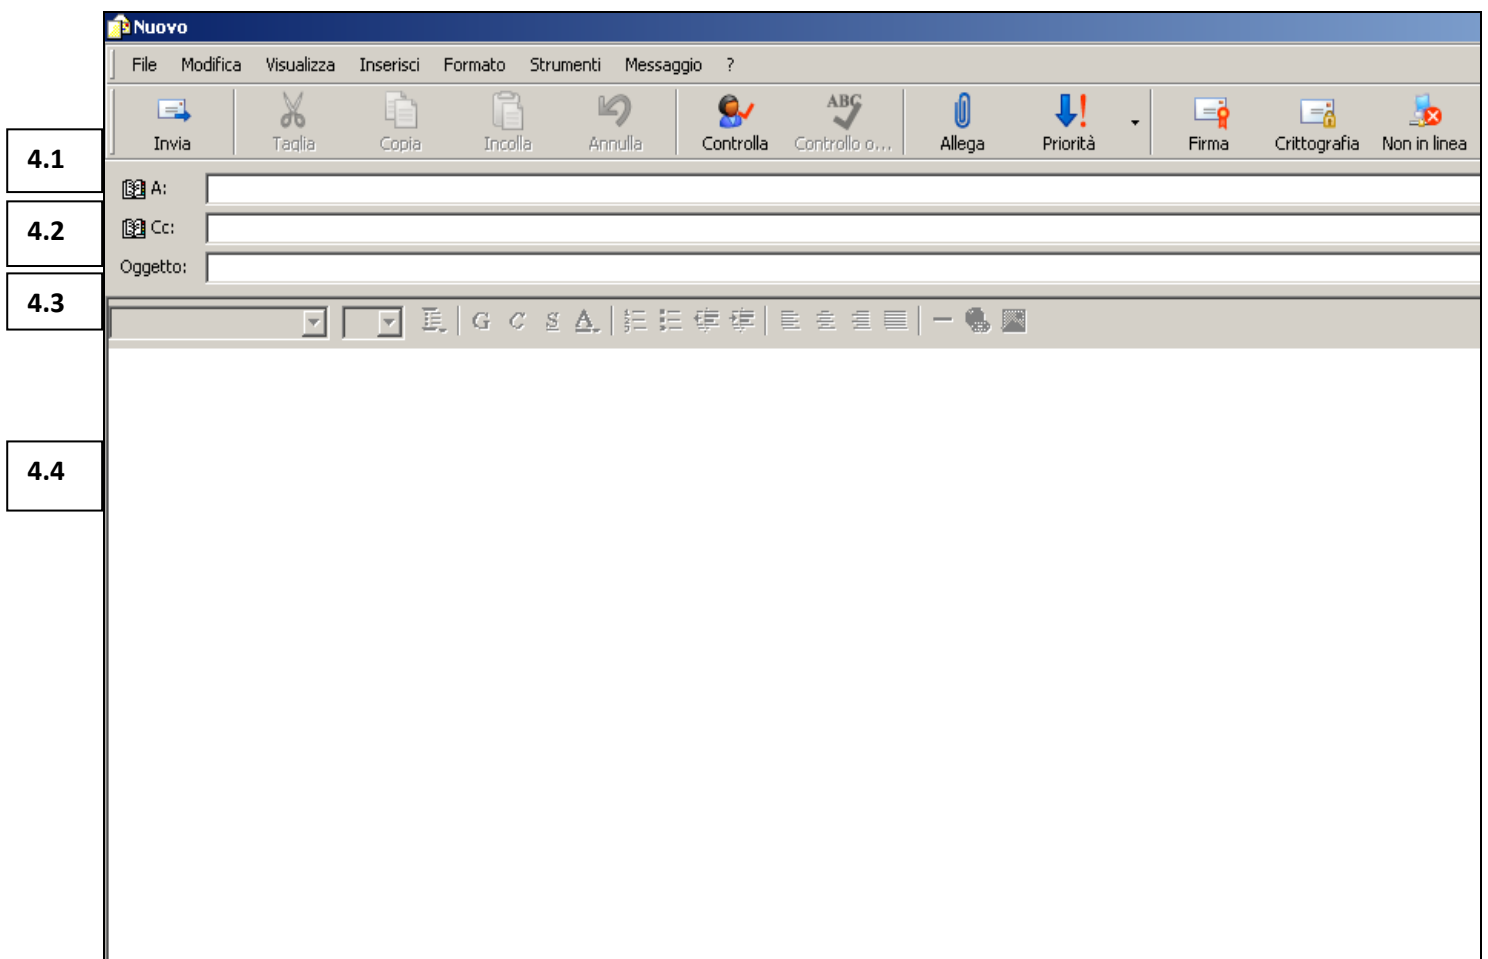 Nuovo
File Modifica Visualizza Inserisci Formato Strumenti Messaggio ?
ABC
Invia Taglia Copia Incolla Annulla Controlla Controllo o... Allega Priorità Firma Crittografia Non in linea
4.1
A:
4.2
Cc:
Oggetto:
4.3
G C S A
4.4